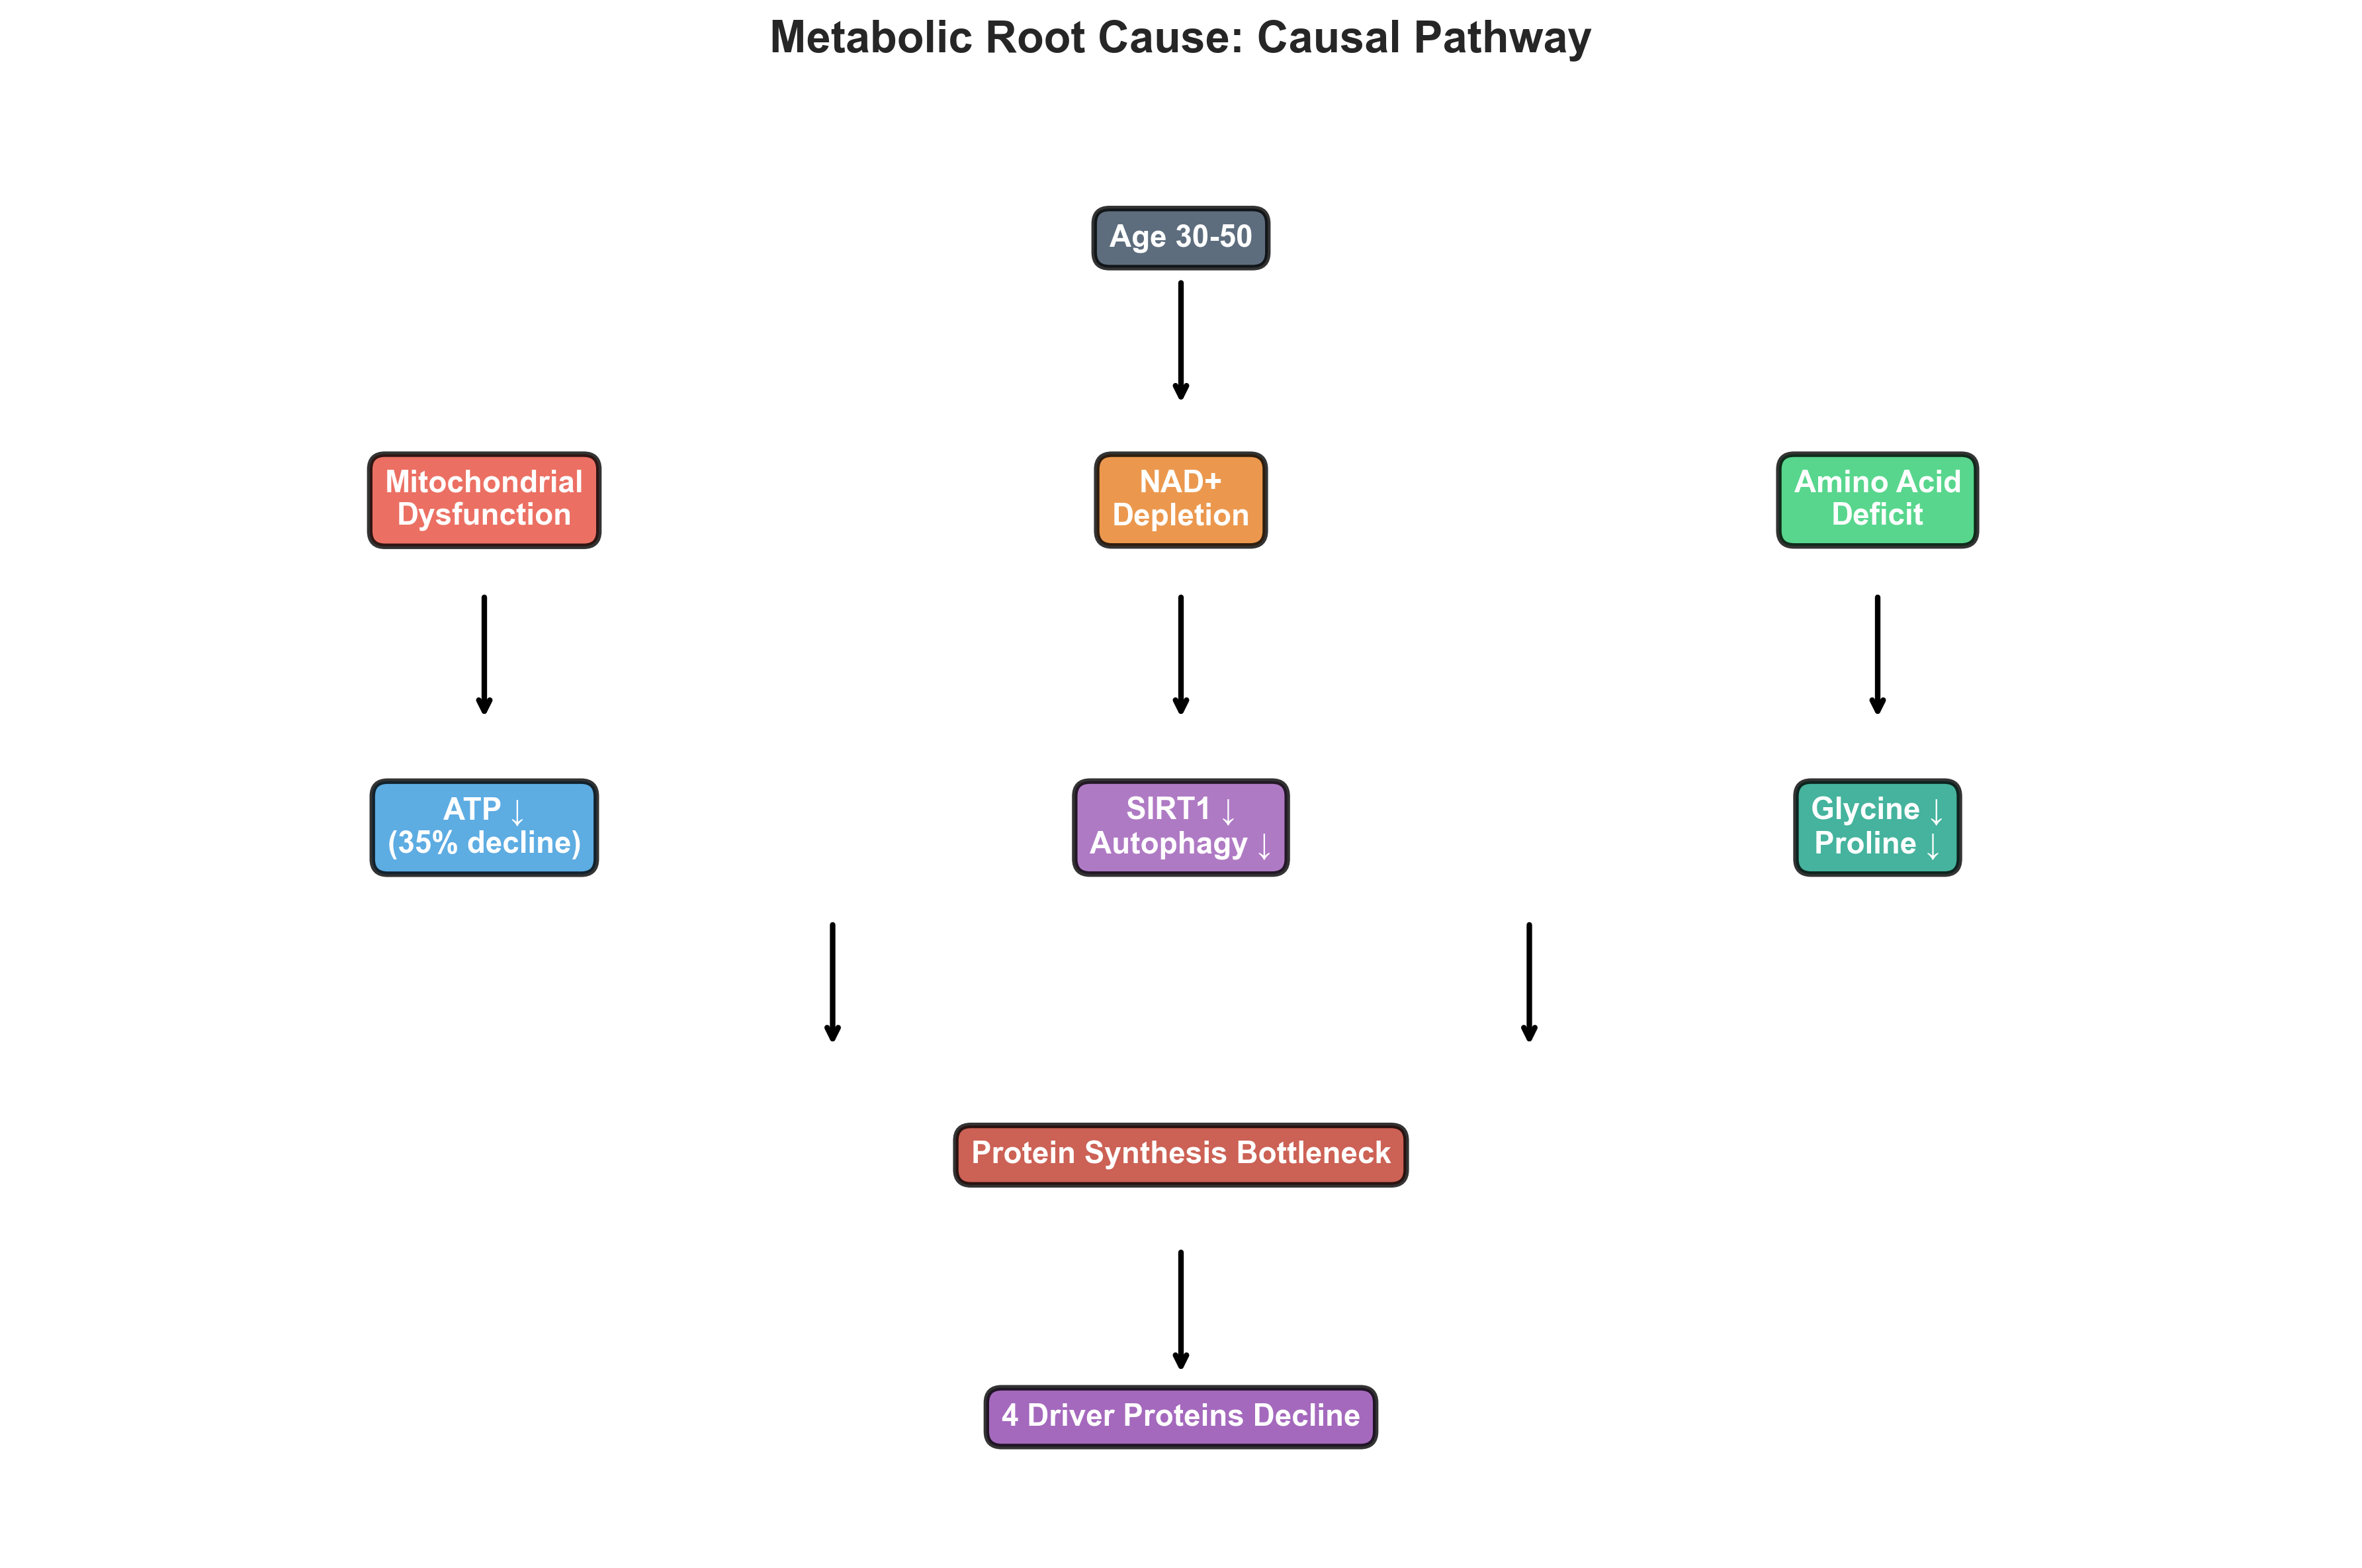 Metabolic Root Cause: Causal Pathway
Age 30-50
Mitochondrial
Dysfunction
NAD+
Depletion
Amino Acid
Deficit
ATP ↓
(35% decline)
SIRT1 ↓
Autophagy ↓
Glycine ↓
Proline ↓
Protein Synthesis Bottleneck
4 Driver Proteins Decline